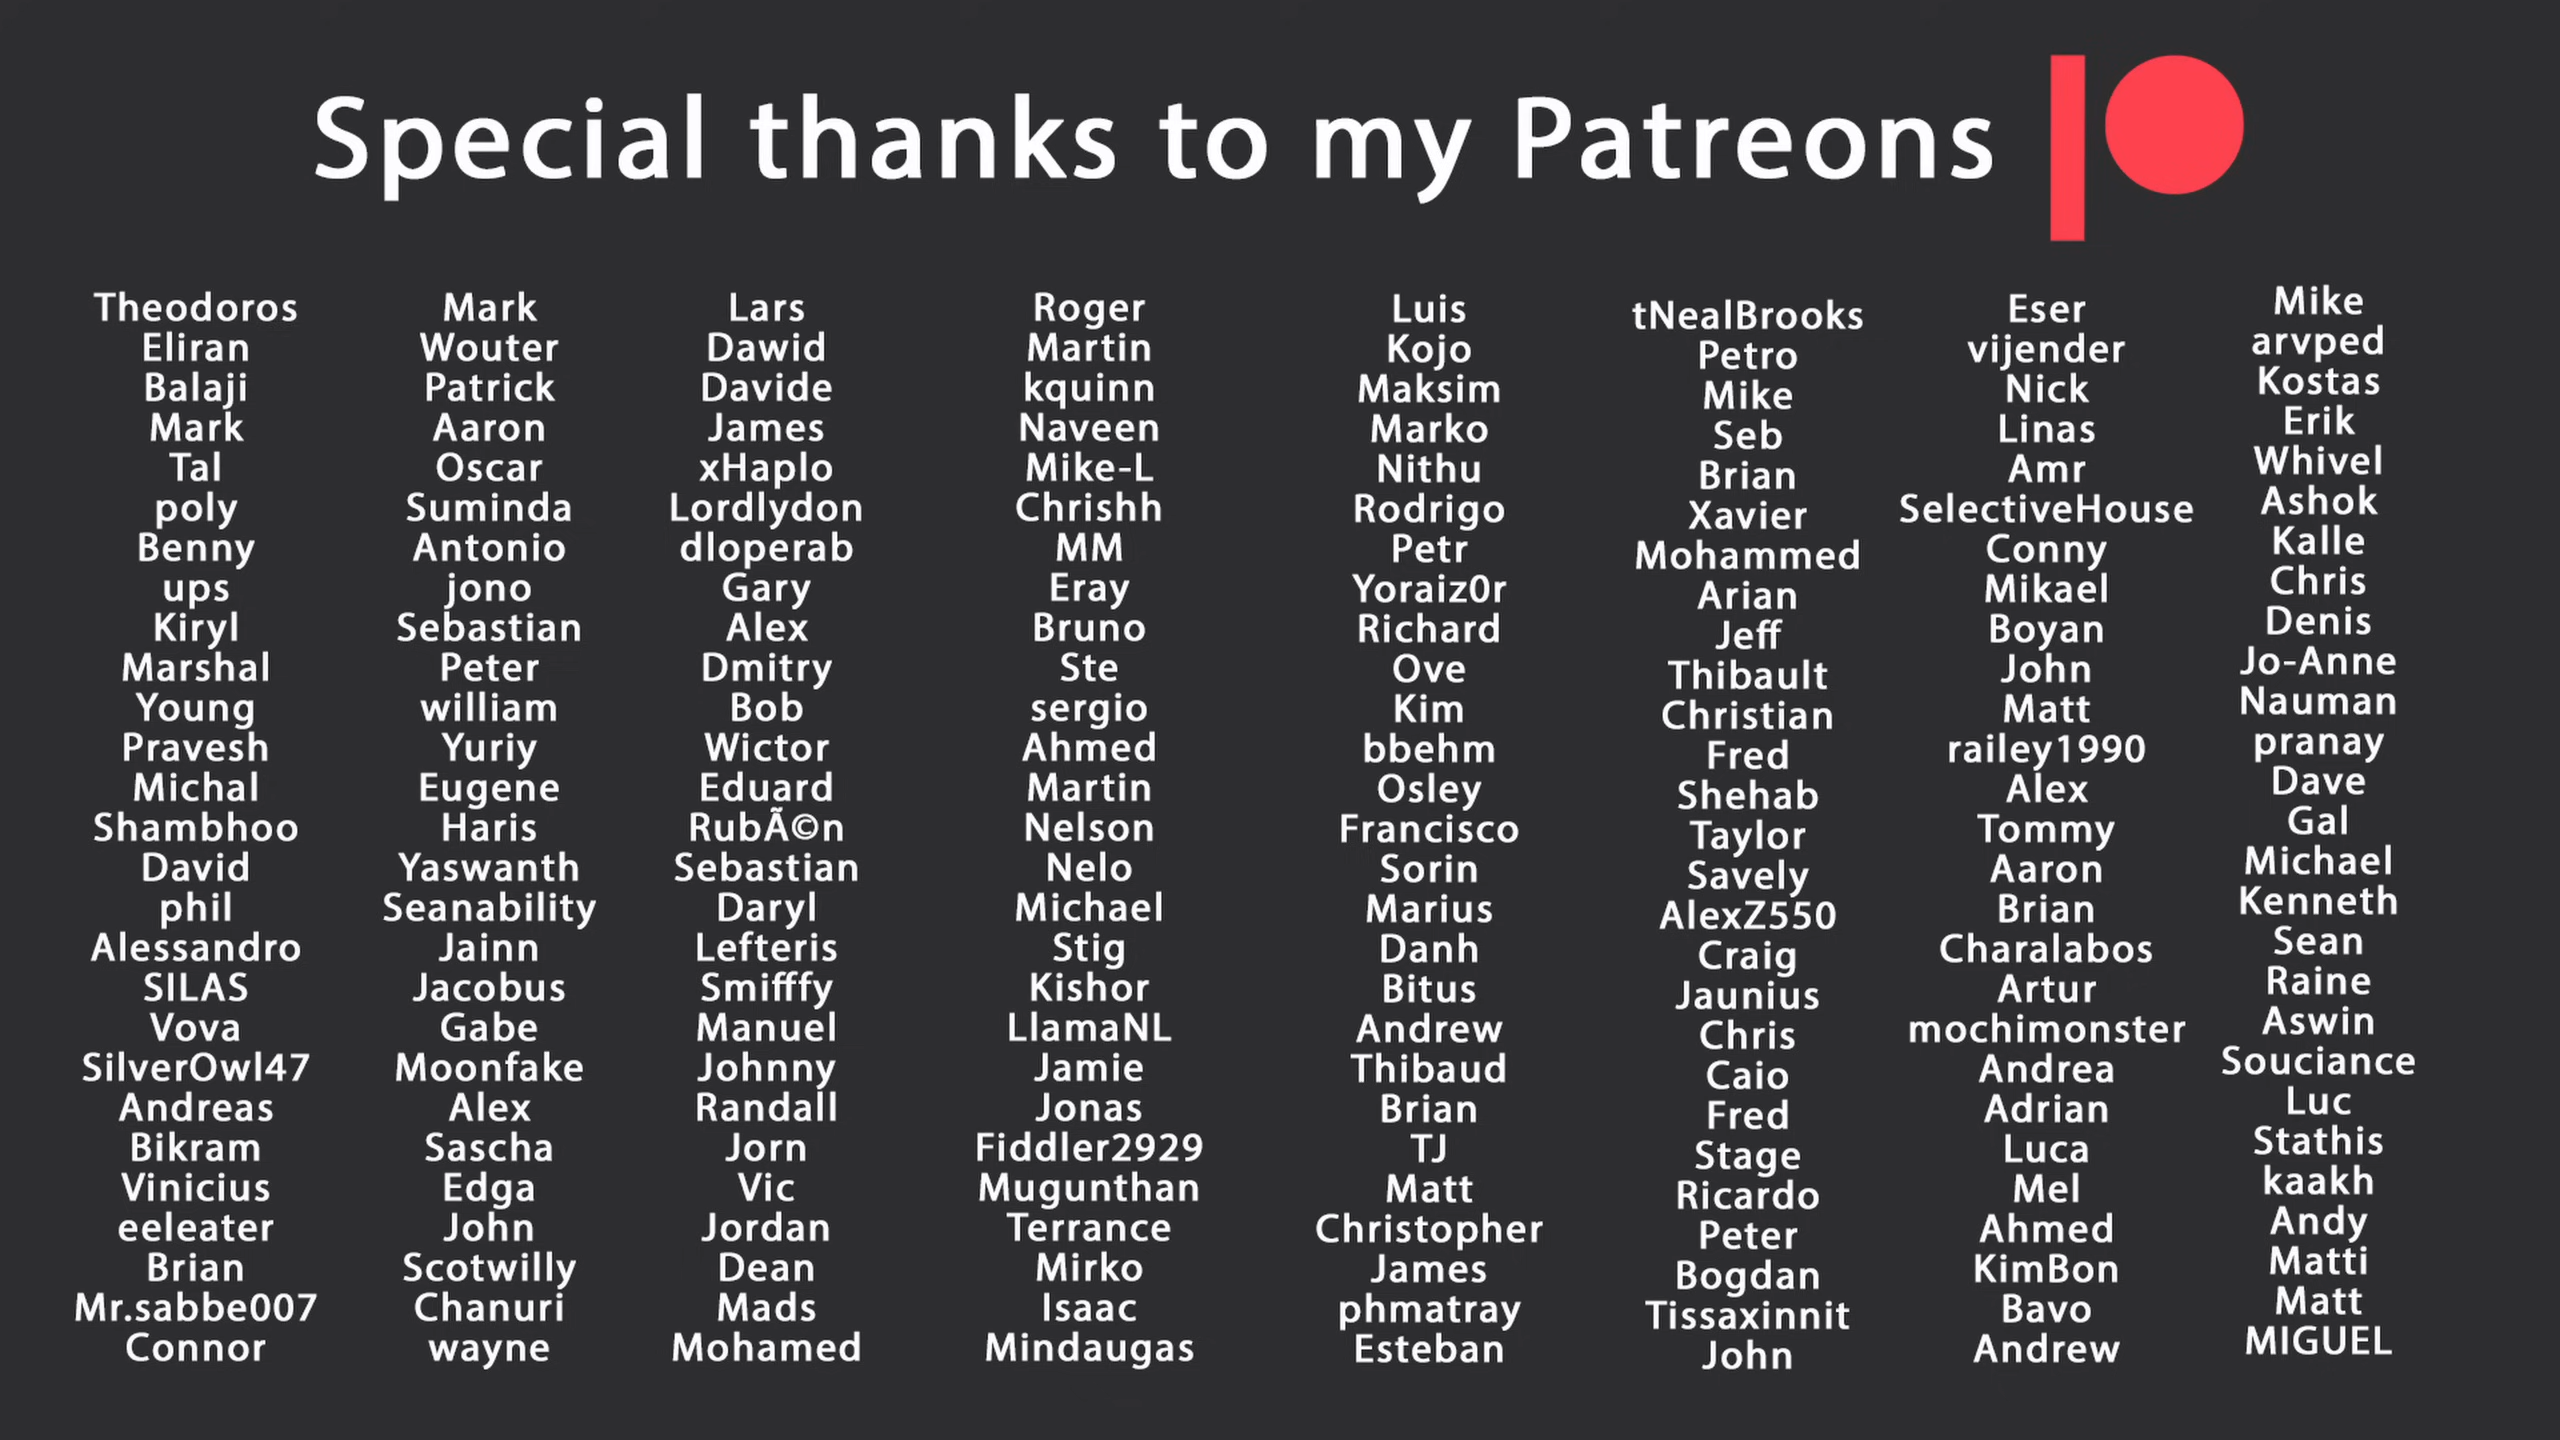 Special thanks to my Patreons
Theodoros
Eliran
Balaji
Mark
Tal
poly
Benny
ups
Kiryl
Marshal
Young
Pravesh
Michal
Shambhoo
David
phil
Alessandro
SILAS
Vova
SilverOwl47
Andreas
Bikram
Vinicius
eeleater
Brian
Mr.sabbe007
Connor
Mark
Wouter
Patrick
Aaron
Oscar
Suminda
Antonio
jono
Sebastian
Peter
william
Yuriy
Eugene
Haris
Yaswanth
Seanability
Jainn
Jacobus
Gabe
Moonfake
Alex
Sascha
Edga
John
Scotwilly
Chanuri
wayne
Lars
Dawid
Davide
James
xHaplo
Lordlydon
dloperab
Gary
Alex
Dmitry
Bob
Wictor
Eduard
RubÃ©n
Sebastian
Daryl
Lefteris
Smifffy
Manuel
Johnny
Randall
Jorn
Vic
Jordan
Dean
Mads
Mohamed
Roger
Martin
kquinn
Naveen
Mike-L
Chrishh
MM
Eray
Bruno
Ste
sergio
Ahmed
Martin
Nelson
Nelo
Michael
Stig
Kishor
LlamaNL
Jamie
Jonas
Fiddler2929
Mugunthan
Terrance
Mirko
Isaac
Mindaugas
Luis
Kojo
Maksim
Marko
Nithu
Rodrigo
Petr
Yoraiz0r
Richard
Ove
Kim
bbehm
Osley
Francisco
Sorin
Marius
Danh
Bitus
Andrew
Thibaud
Brian
TJ
Matt
Christopher
James
phmatray
Esteban
tNealBrooks
Petro
Mike
Seb
Brian
Xavier
Mohammed
Arian
Jeff
Thibault
Christian
Fred
Shehab
Taylor
Savely
AlexZ550
Craig
Jaunius
Chris
Caio
Fred
Stage
Ricardo
Peter
Bogdan
Tissaxinnit
John
Eser
vijender
Nick
Linas
Amr
SelectiveHouse
Conny
Mikael
Boyan
John
Matt
railey1990
Alex
Tommy
Aaron
Brian
Charalabos
Artur
mochimonster
Andrea
Adrian
Luca
Mel
Ahmed
KimBon
Bavo
Andrew
Mike
arvped
Kostas
Erik
Whivel
Ashok
Kalle
Chris
Denis
Jo-Anne
Nauman
pranay
Dave
Gal
Michael
Kenneth
Sean
Raine
Aswin
Souciance
Luc
Stathis
kaakh
Andy
Matti
Matt
MIGUEL